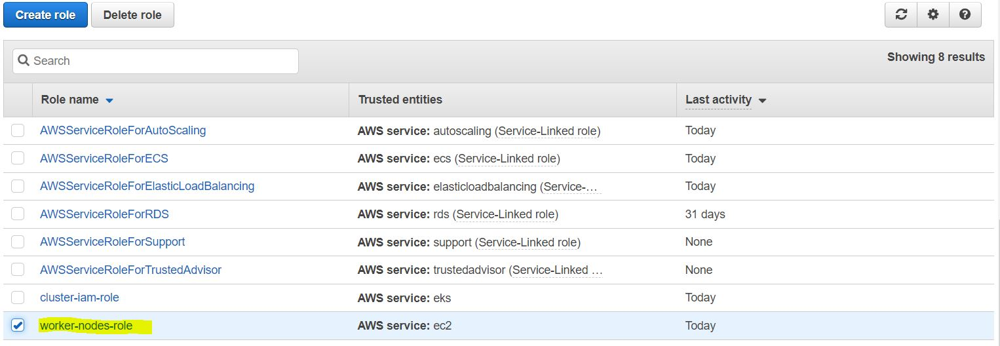 Create role Delete role
Search
Showing 8 results
Role name Trusted entities Last activity
AWSServiceRoleForAutoScaling AWS service: autoscaling (Service-Linked role) Today
AWSServiceRoleForECS AWS service: ecs (Service-Linked role) Today
AWSServiceRoleForElasticLoadBalancing AWS service: elasticloadbalancing (Service-… Today
AWSServiceRoleForRDS AWS service: rds (Service-Linked role) 31 days
AWSServiceRoleForSupport AWS service: support (Service-Linked role) None
AWSServiceRoleForTrustedAdvisor AWS service: trustedadvisor (Service-Linked … None
cluster-iam-role AWS service: eks Today
worker-nodes-role AWS service: ec2 Today